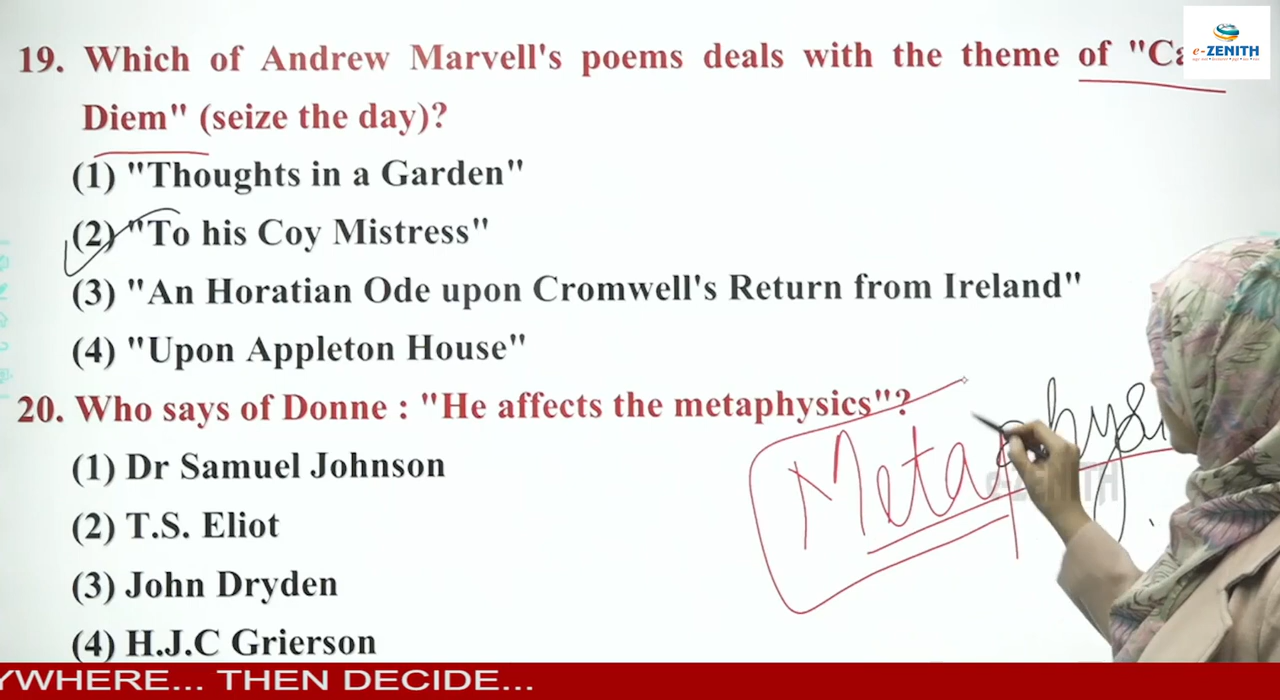 19. Which of Andrew Marvell's poems deals with the theme of "Ca
Diem" (seize the day)?
(1) "Thoughts in a Garden"
(2) "To his Coy Mistress"
(3) "An Horatian Ode upon Cromwell's Return from Ireland"
(4) "Upon Appleton House"
20. Who says of Donne : "He affects the metaphysics"?
(1) Dr Samuel Johnson
(2) T.S. Eliot
(3) John Dryden
(4) H.J.C Grierson
Metaphysi
e-ZENITH
e-ZENITH
YWHERE... THEN DECIDE...